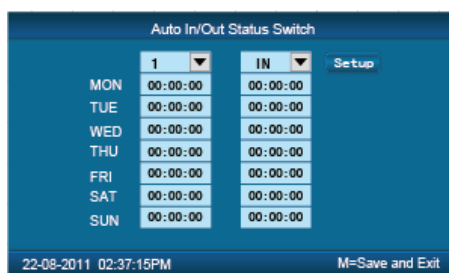 Auto In/Out Status Switch
1 IN Setup
MON 00:00:00 00:00:00
TUE 00:00:00 00:00:00
WED 00:00:00 00:00:00
THU 00:00:00 00:00:00
FRI 00:00:00 00:00:00
SAT 00:00:00 00:00:00
SUN 00:00:00 00:00:00
22-08-2011 02:37:15PM M=Save and Exit